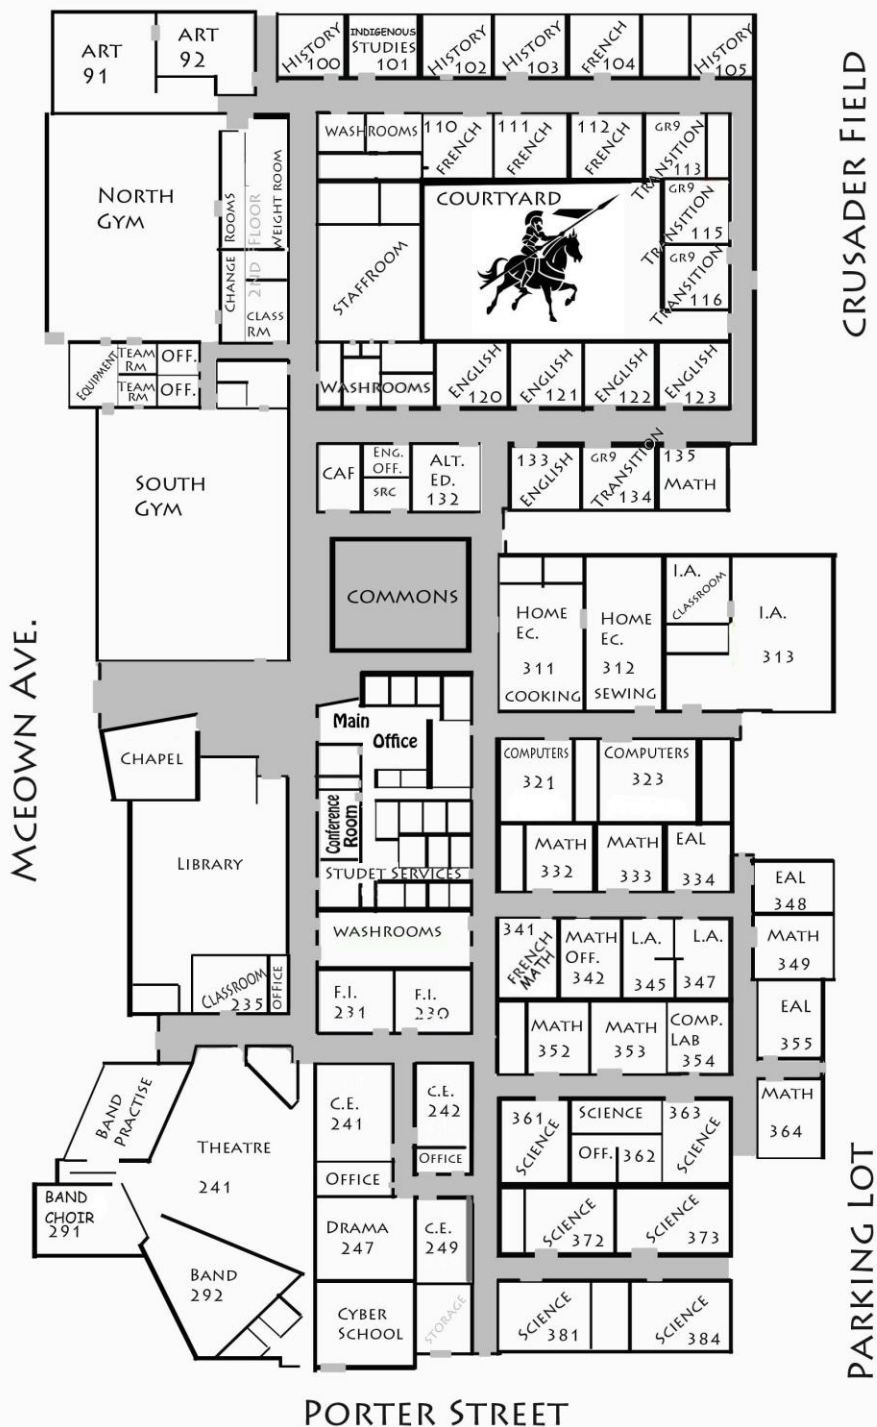 ART
91
ART
92
HISTORY
100
INDIGENOUS
STUDIES
101
HISTORY
102
HISTORY
103
FRENCH
104
HISTORY
105
CRUSADER FIELD
NORTH
GYM
CHANGE ROOMS
2ND FLOOR
WEIGHT ROOM
CLASS
RM
WASHROOMS
110
FRENCH
111
FRENCH
112
FRENCH
GR9
TRANSITION
113
COURTYARD
GR9
TRANSITION
115
GR9
TRANSITION
116
STAFFROOM
EQUIPMENT
TEAM
RM
OFF.
TEAM
RM
OFF.
WASHROOMS
ENGLISH
120
ENGLISH
121
ENGLISH
122
ENGLISH
123
SOUTH
GYM
CAF
ENG.
OFF.
SRC
ALT.
ED.
132
133
ENGLISH
GR9
TRANSITION
134
135
MATH
COMMONS
HOME
EC.
311
COOKING
HOME
EC.
312
SEWING
I.A.
CLASSROOM
I.A.
313
MCEOWN AVE.
CHAPEL
Main
Office
Conference
Room
STUDET SERVICES
COMPUTERS
321
COMPUTERS
323
LIBRARY
MATH
332
MATH
333
EAL
334
EAL
348
WASHROOMS
341
FRENCH
MATH
MATH
OFF.
342
L.A.
345
L.A.
347
MATH
349
CLASSROOM
235
OFFICE
F.I.
231
F.I.
230
MATH
352
MATH
353
COMP.
LAB
354
EAL
355
BAND
PRACTISE
THEATRE
241
C.E.
241
OFFICE
C.E.
242
OFFICE
361
SCIENCE
SCIENCE
OFF.
362
363
SCIENCE
MATH
364
BAND
CHOIR
291
BAND
292
DRAMA
247
C.E.
249
SCIENCE
372
SCIENCE
373
CYBER
SCHOOL
STORAGE
SCIENCE
381
SCIENCE
384
PARKING LOT
PORTER STREET